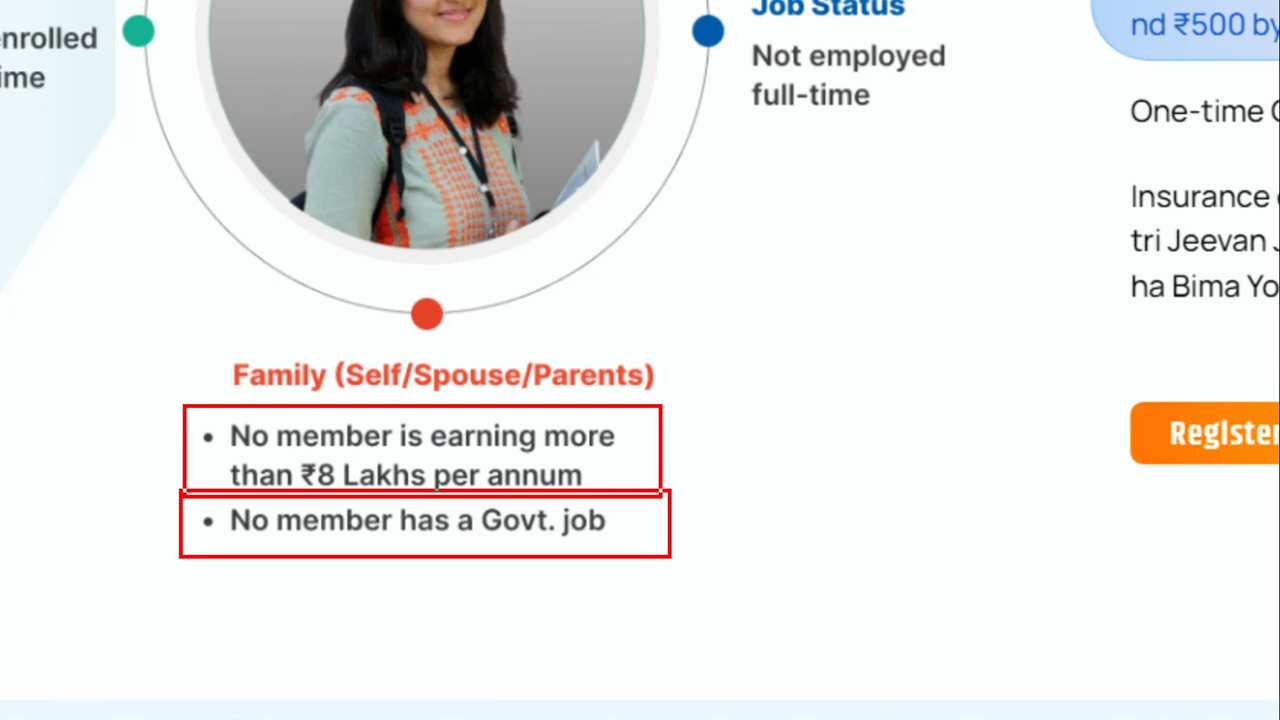 enrolled
ime
Job Status
Not employed
full-time
nd ₹500 by
One-time
Insurance
tri Jeevan
ha Bima Yo
Family (Self/Spouse/Parents)
• No member is earning more
than ₹8 Lakhs per annum
• No member has a Govt. job
Register